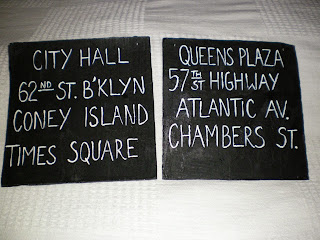 CITY HALL
62ND ST. B'KLYN
CONEY ISLAND
TIMES SQUARE
QUEENS PLAZA
57TH ST HIGHWAY
ATLANTIC AV.
CHAMBERS ST.